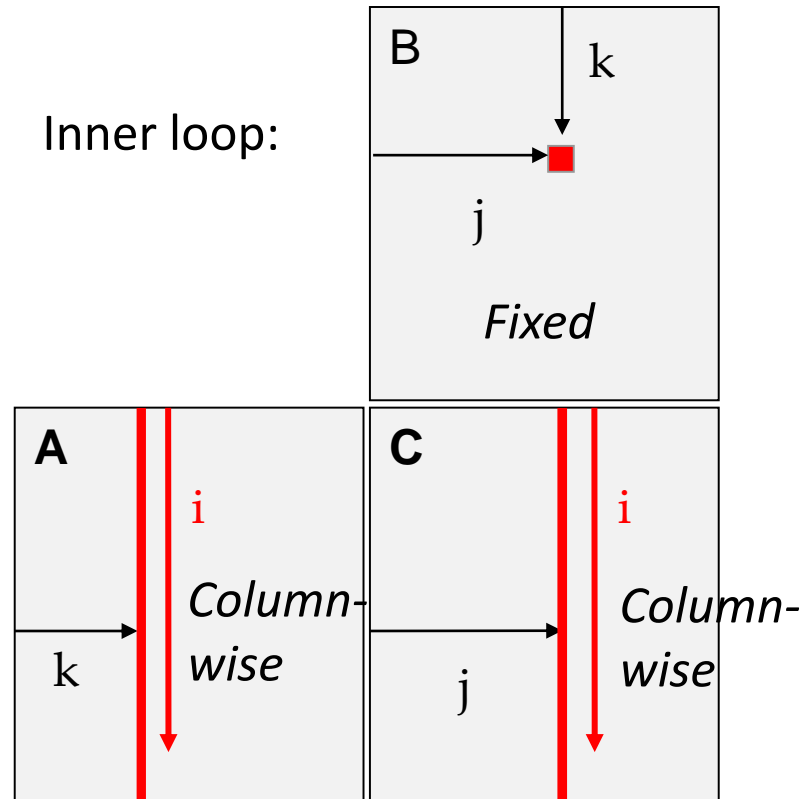 B
k
Inner loop:
j
Fixed
A
C
i
i
Column-
wise
Column-
wise
k
j